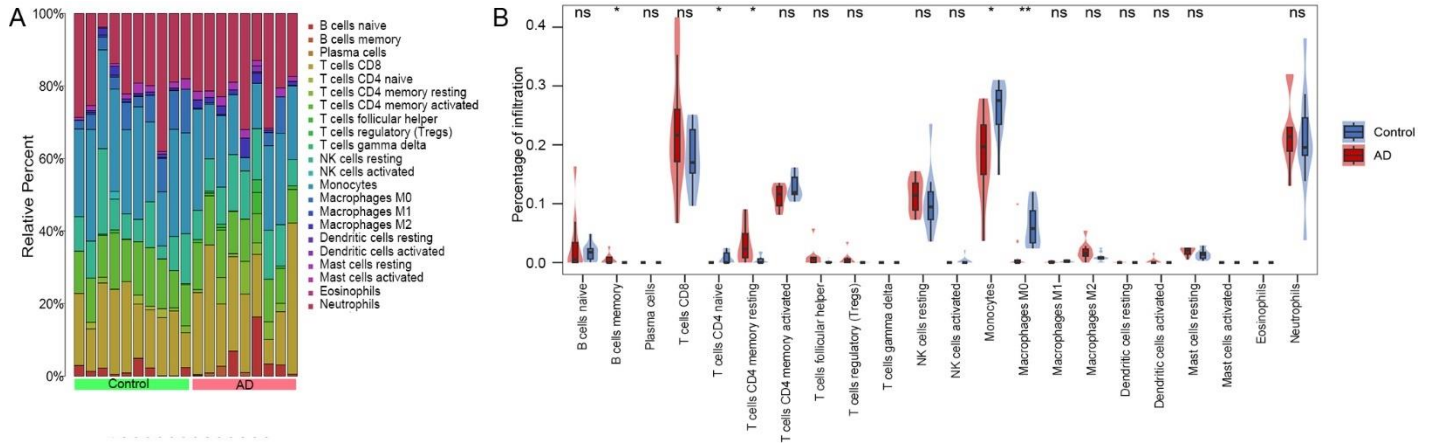 A
100%
80%
60%
40%
20%
0%
Relative Percent
Control
AD
B cells naive
B cells memory
Plasma cells
T cells CD8
T cells CD4 naive
T cells CD4 memory resting
T cells CD4 memory activated
T cells follicular helper
T cells regulatory (Tregs)
T cells gamma delta
NK cells resting
NK cells activated
Monocytes
Macrophages M0
Macrophages M1
Macrophages M2
Dendritic cells resting
Dendritic cells activated
Mast cells resting
Mast cells activated
Eosinophils
Neutrophils
B
ns * ns ns * * ns ns ns ns ns * ** ns ns ns ns ns ns
0.4
0.3
0.2
0.1
0.0
Percentage of infiltration
B cells naive
B cells memory
Plasma cells
T cells CD8
T cells CD4 naive
T cells CD4 memory resting
T cells CD4 memory activated
T cells follicular helper
T cells regulatory (Tregs)
T cells gamma delta
NK cells resting
NK cells activated
Monocytes
Macrophages M0
Macrophages M1
Macrophages M2
Dendritic cells resting
Dendritic cells activated
Mast cells resting
Mast cells activated
Eosinophils
Neutrophils
Control
AD